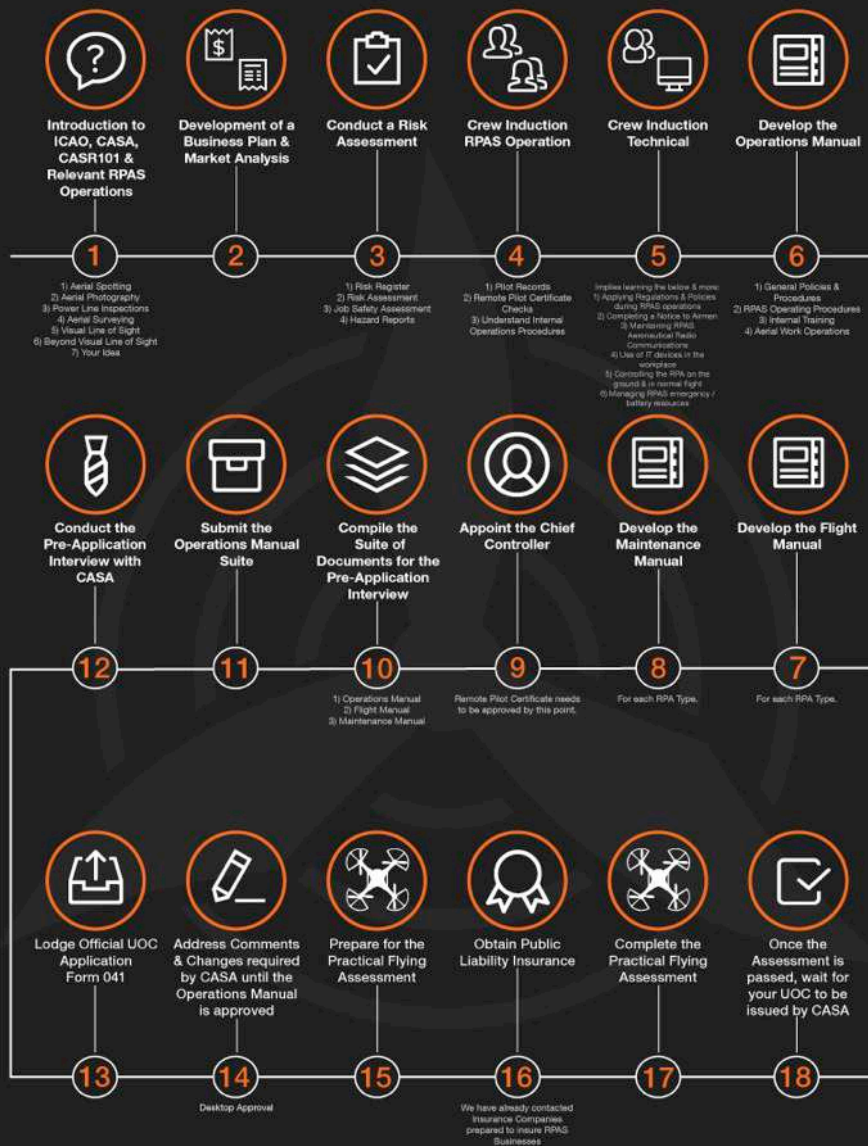 Introduction to
ICAO, CASA,
CASR101 &
Relevant RPAS
Operations
1
1) Aerial Spotting
2) Aerial Photography
3) Power Line Inspections
4) Aerial Surveying
5) Visual Line of Sight
6) Beyond Visual Line of Sight
7) Your Idea
$
Development of a
Business Plan &
Market Analysis
2
Conduct a Risk
Assessment
3
1) Risk Register
2) Risk Assessment
3) Job Safety Assessment
4) Hazard Reports
Crew Induction
RPAS Operation
4
1) Pilot Records
2) Remote Pilot Certificate
Checks
3) Understand Internal
Operations Procedures
Crew Induction
Technical
5
Implies learning the below & more:
1) Applying Regulations & Policies
during RPAS operations
2) Completing a Notice to Airmen
3) Maintaining RPAS
Aeronautical Radio
Communications
4) Use of IT devices in the
workplace
5) Controlling the RPA on the
ground & in normal flight
6) Managing RPAS emergency /
battery resources
Develop the
Operations Manual
6
1) General Policies &
Procedures
2) RPAS Operating Procedures
3) Internal Training
4) Aerial Work Operations
Develop the Flight
Manual
7
For each RPA Type.
Develop the
Maintenance
Manual
8
For each RPA Type.
Appoint the Chief
Controller
9
Remote Pilot Certificate needs
to be approved by this point.
Compile the
Suite of
Documents for the
Pre-Application
Interview
10
1) Operations Manual
2) Flight Manual
3) Maintenance Manual
Submit the
Operations Manual
Suite
11
Conduct the
Pre-Application
Interview with
CASA
12
Lodge Official UOC
Application
Form 041
13
Address Comments
& Changes required
by CASA until the
Operations Manual
is approved
14
Desktop Approval
Prepare for the
Practical Flying
Assessment
15
Obtain Public
Liability Insurance
16
We have already contacted
Insurance Companies
prepared to insure RPAS
Businesses
Complete the
Practical Flying
Assessment
17
Once the
Assessment is
passed, wait for
your UOC to be
issued by CASA
18